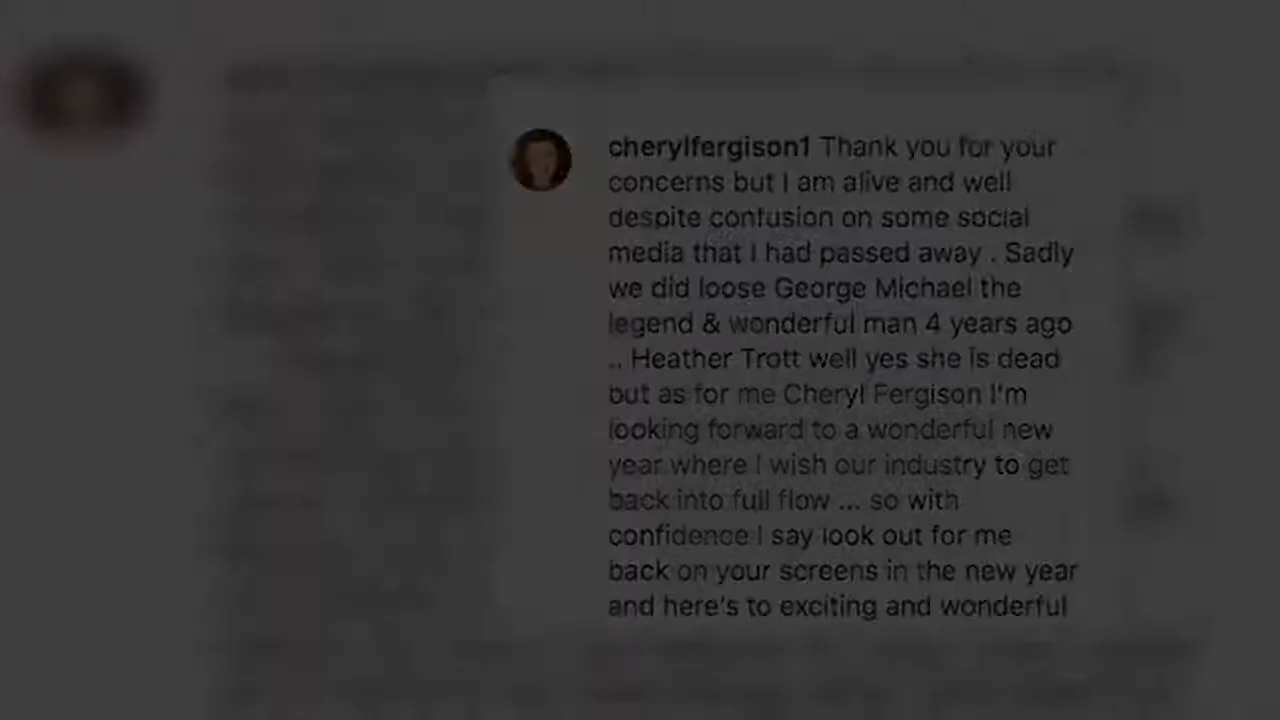 cherylfergison1 Thank you for your
concerns but I am alive and well
despite confusion on some social
media that I had passed away . Sadly
we did loose George Michael the
legend & wonderful man 4 years ago
.. Heather Trott well yes she is dead
but as for me Cheryl Fergison I'm
looking forward to a wonderful new
year where I wish our industry to get
back into full flow ... so with
confidence I say look out for me
back on your screens in the new year
and here's to exciting and wonderful